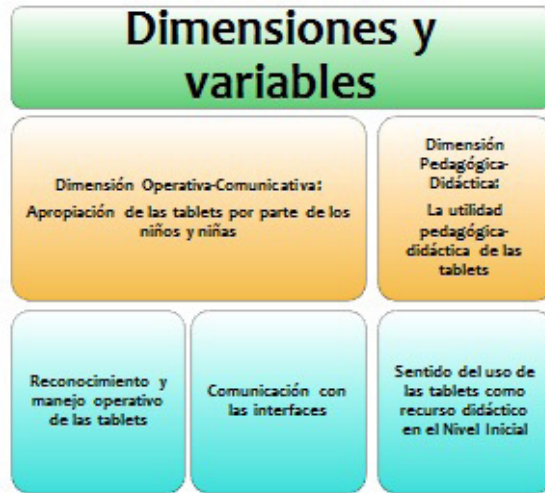 Dimensiones y
variables
Dimensión Operativa-Comunicativa:
Apropiación de las tablets por parte de los
niños y niñas
Dimensión
Pedagógica-
Didáctica:
La utilidad
pedagógica-
didáctica de las
tablets
Reconocimiento y
manejo operativo
de las tablets
Comunicación con
las interfaces
Sentido del uso de
las tablets como
recurso didáctico
en el Nivel Inicial